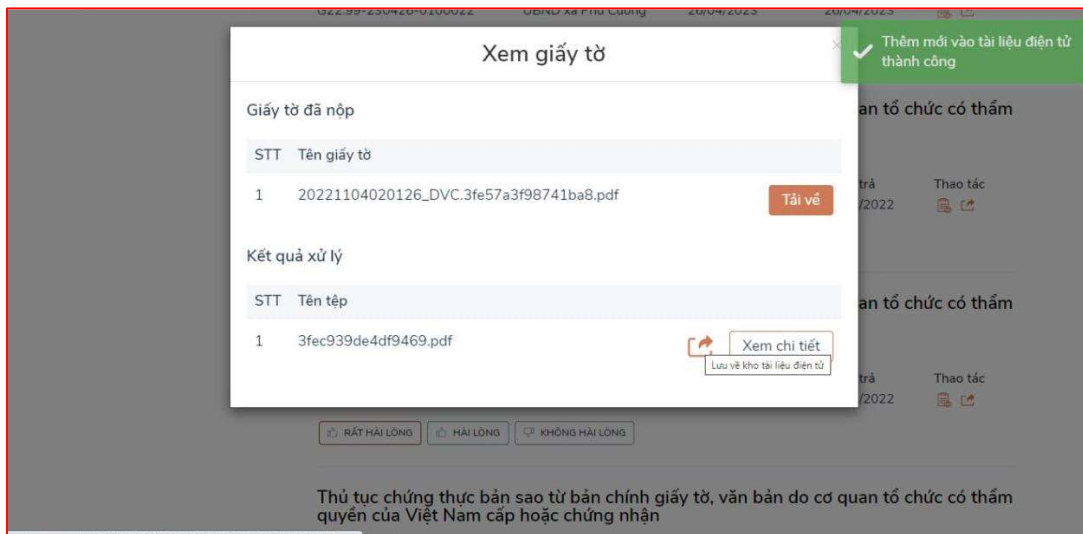 G22.99-230426-0100022 UBND xã Phú Cường 26/04/2023 26/04/2023
Thêm mới vào tài liệu điện tử
thành công
Xem giấy tờ
Giấy tờ đã nộp
an tổ chức có thẩm
STT Tên giấy tờ
1 20221104020126_DVC.3fe57a3f98741ba8.pdf Tải về
trả Thao tác
/2022
Kết quả xử lý
STT Tên tệp
an tổ chức có thẩm
1 3fec939de4df9469.pdf Xem chi tiết
Lưu về kho tài liệu điện tử
trả Thao tác
/2022
RẤT HÀI LÒNG HÀI LÒNG KHÔNG HÀI LÒNG
Thủ tục chứng thực bản sao từ bản chính giấy tờ, văn bản do cơ quan tổ chức có thẩm
quyền của Việt Nam cấp hoặc chứng nhận